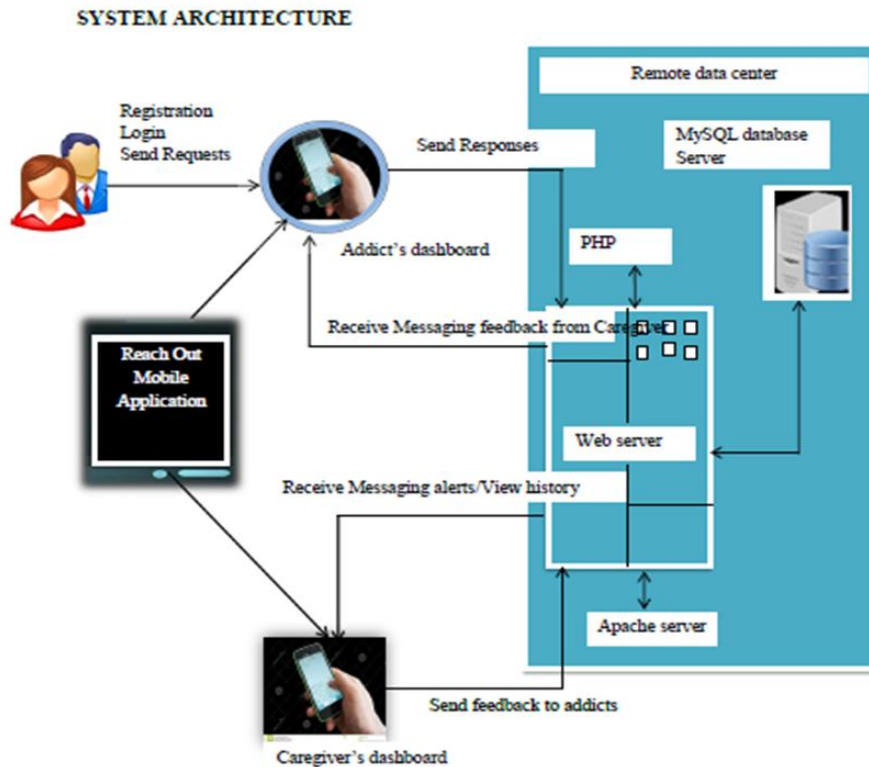 SYSTEM ARCHITECTURE
Remote data center
Registration
Login
Send Requests
Send Responses
MySQL database
Server
Addict's dashboard
PHP
Receive Messaging feedback from Caregiver
Reach Out
Mobile
Application
Web server
Receive Messaging alerts/View history
Apache server
Send feedback to addicts
Caregiver's dashboard